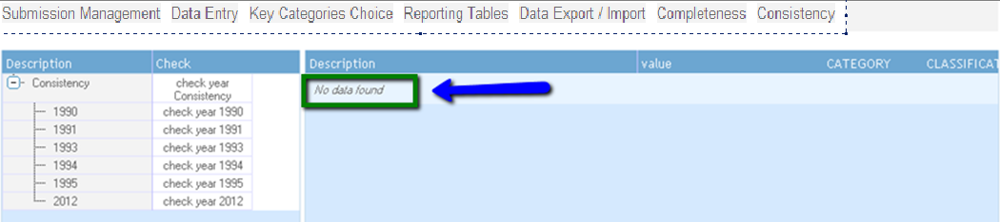 Submission Management Data Entry Key Categories Choice Reporting Tables Data Export / Import Completeness Consistency
Description Check Description value CATEGORY CLASSIFICAT
Consistency check year Consistency No data found
1990 check year 1990
1991 check year 1991
1993 check year 1993
1994 check year 1994
1995 check year 1995
2012 check year 2012